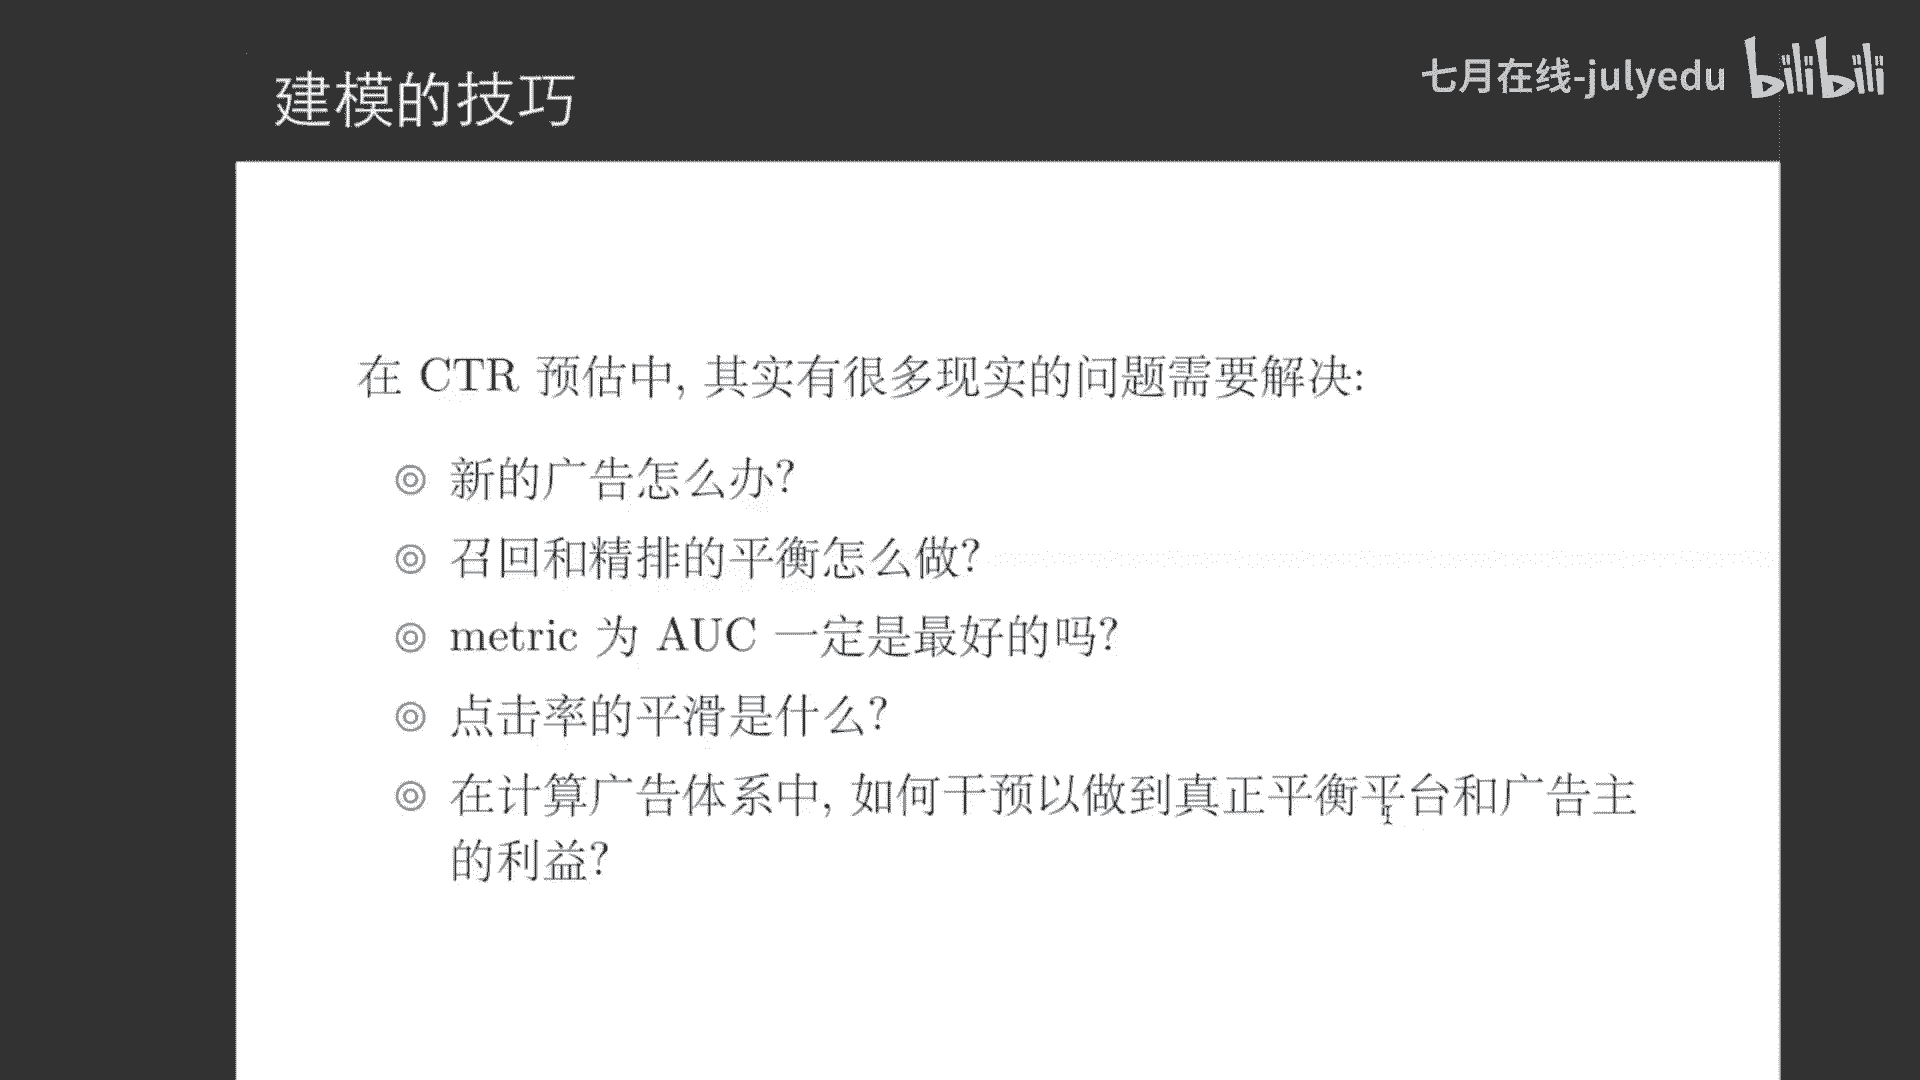 建模的技巧
七月在线-julyedu bilibili
在 CTR 预估中, 其实有很多现实的问题需要解决:
◎ 新的广告怎么办?
◎ 召回和精排的平衡怎么做?
◎ metric 为 AUC 一定是最好的吗?
◎ 点击率的平滑是什么?
◎ 在计算广告体系中, 如何干预以做到真正平衡平台和广告主
的利益?